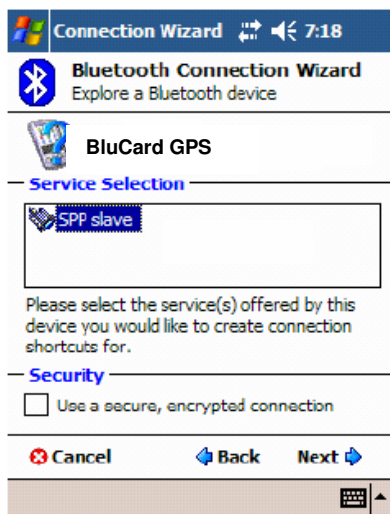 Connection Wizard 7:18
Bluetooth Connection Wizard
Explore a Bluetooth device
BluCard GPS
Service Selection
SPP slave
Please select the service(s) offered by this
device you would like to create connection
shortcuts for.
Security
Use a secure, encrypted connection
Cancel Back Next